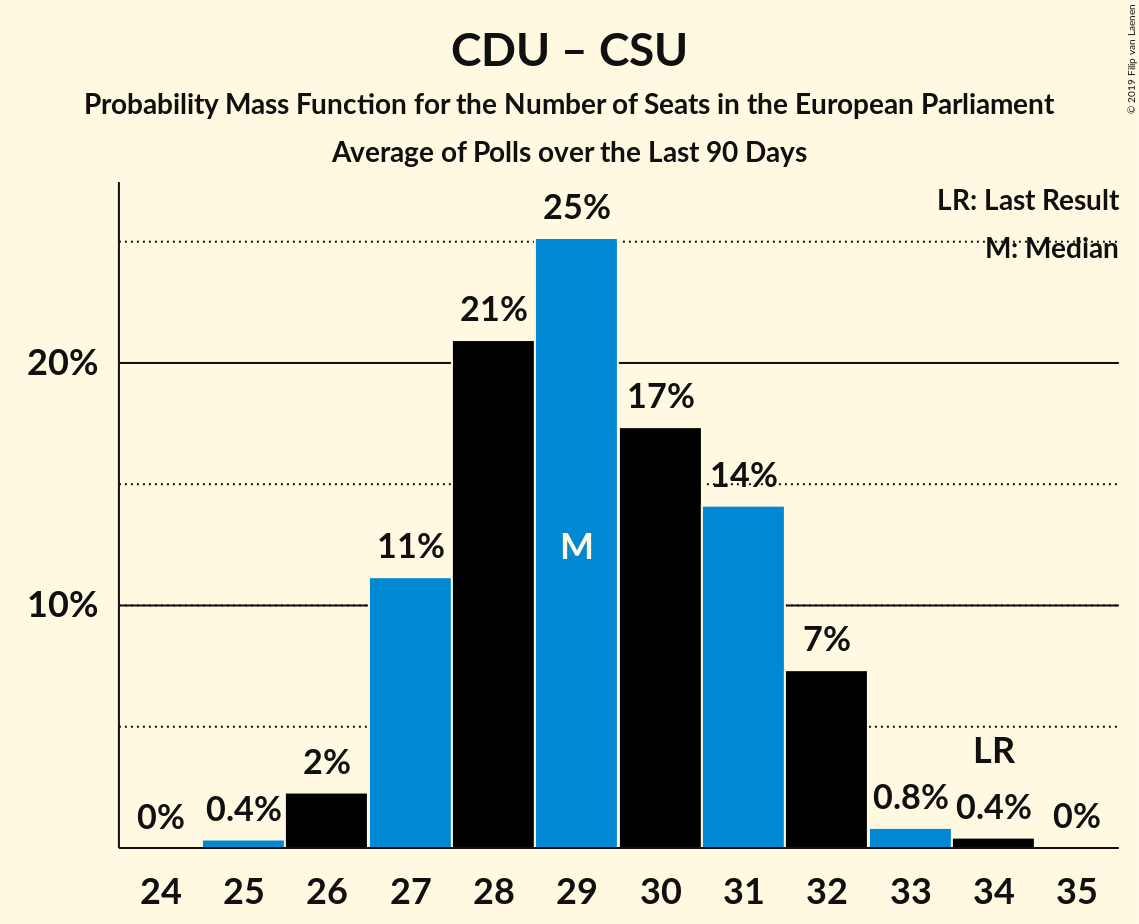 CDU – CSU
Probability Mass Function for the Number of Seats in the European Parliament
Average of Polls over the Last 90 Days
© 2019 Filip van Laenen
LR: Last Result
M: Median
25%
21%
20%
17%
14%
11%
M
10%
7%
LR
2%
0% 0.4% 0.8% 0.4% 0%
24 25 26 27 28 29 30 31 32 33 34 35